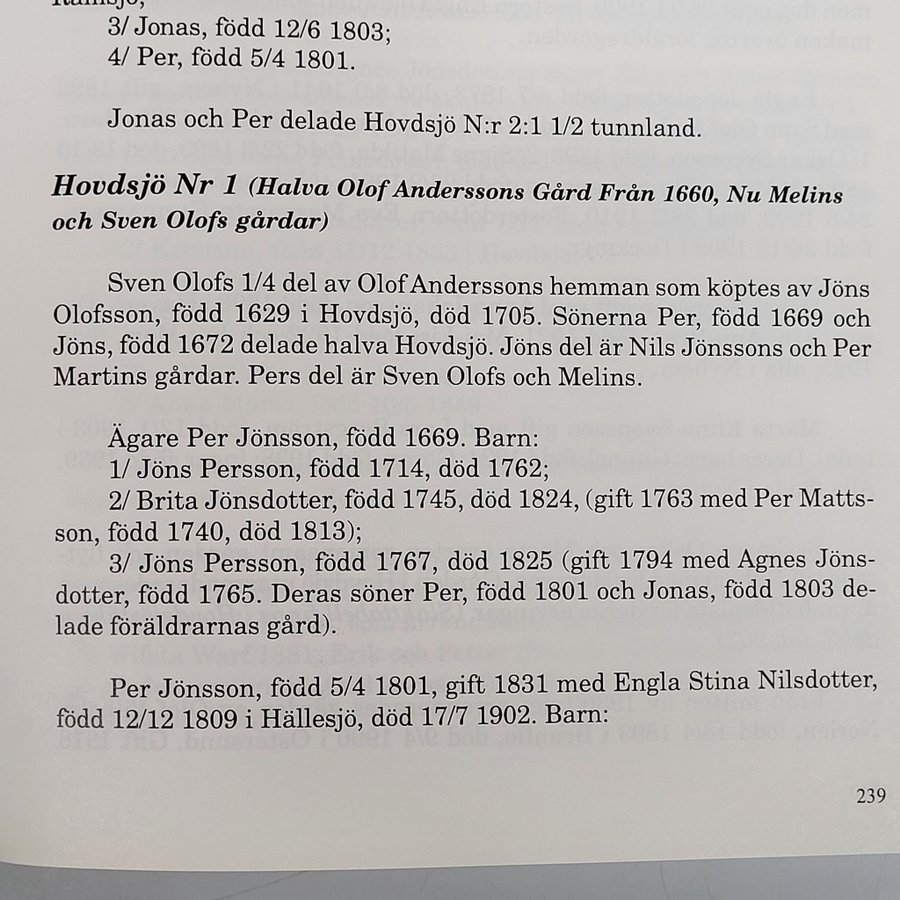 3/ Jonas, född 12/6 1803;
4/ Per, född 5/4 1801.
Jonas och Per delade Hovdsjö N:r 2:1 1/2 tunnland.
Hovdsjö Nr 1 (Halva Olof Anderssons Gård Från 1660, Nu Melins
och Sven Olofs gårdar)
Sven Olofs 1/4 del av Olof Anderssons hemman som köptes av Jöns
Olofsson, född 1629 i Hovdsjö, död 1705. Sönerna Per, född 1669 och
Jöns, född 1672 delade halva Hovdsjö. Jöns del är Nils Jönssons och Per
Martins gårdar. Pers del är Sven Olofs och Melins.
Ägare Per Jönsson, född 1669. Barn:
1/ Jöns Persson, född 1714, död 1762;
2/ Brita Jönsdotter, född 1745, död 1824, (gift 1763 med Per Matts-
son, född 1740, död 1813);
3/ Jöns Persson, född 1767, död 1825 (gift 1794 med Agnes Jöns-
dotter, född 1765. Deras söner Per, född 1801 och Jonas, född 1803 de-
lade föräldrarnas gård).
Per Jönsson, född 5/4 1801, gift 1831 med Engla Stina Nilsdotter,
född 12/12 1809 i Hällesjö, död 17/7 1902. Barn:
239